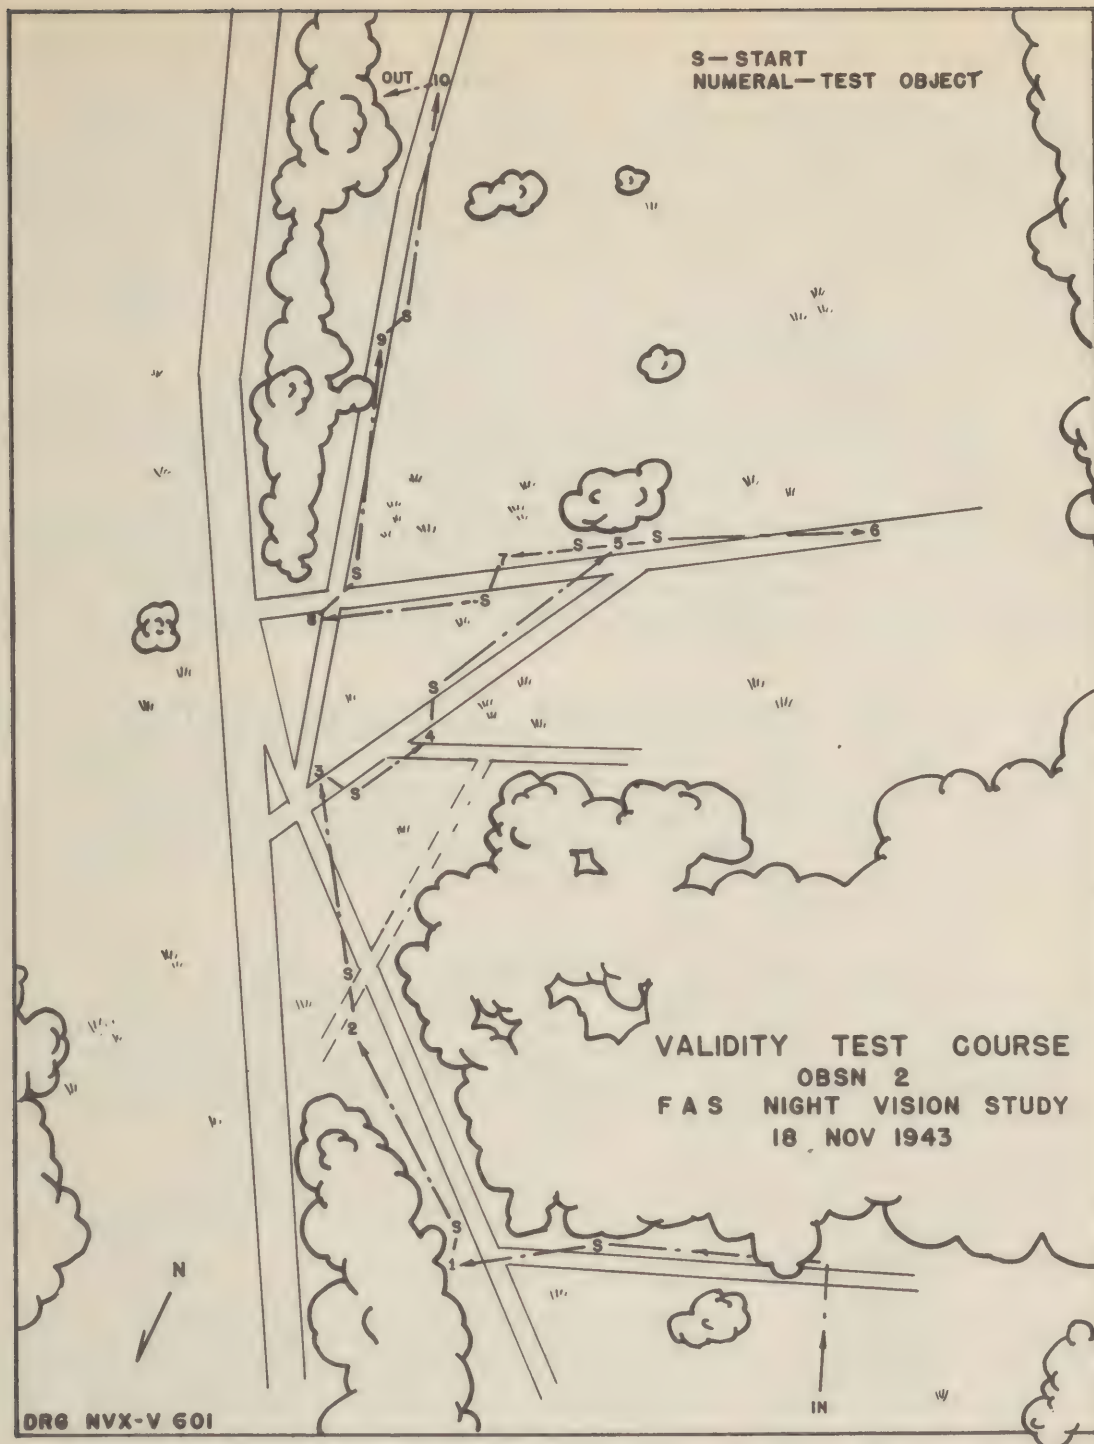 S—START
NUMERAL—TEST OBJECT
OUT 10
S
9
S
6
S
5
S
7
S
8
S
4
3
S
S
2
S
1
S
VALIDITY TEST COURSE
OBSN 2
FAS NIGHT VISION STUDY
18 NOV 1943
N
IN
DRG NVX-V 601